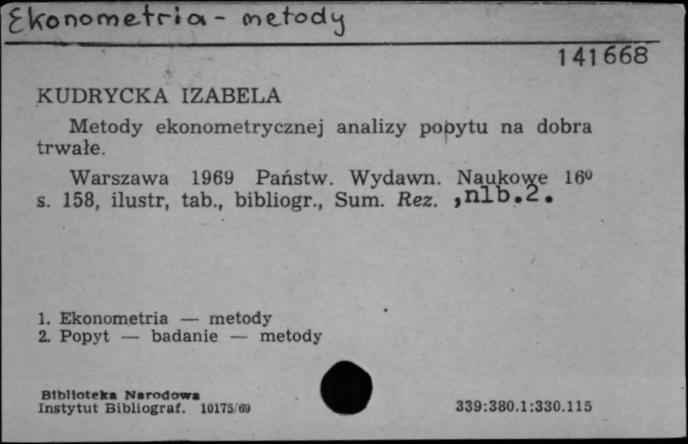 Ekonometria - metody
141668
KUDRYCKA IZABELA
Metody ekonometrycznej analizy popytu na dobra
trwałe.
Warszawa 1969 Państw. Wydawn. Naukowe 16⁰
s. 158, ilustr, tab., bibliogr., Sum. Rez. ,nlb.2.
1. Ekonometria — metody
2. Popyt — badanie — metody
Biblioteka Narodowa
Instytut Bibliograf. 10175/69
339:380.1:330.115